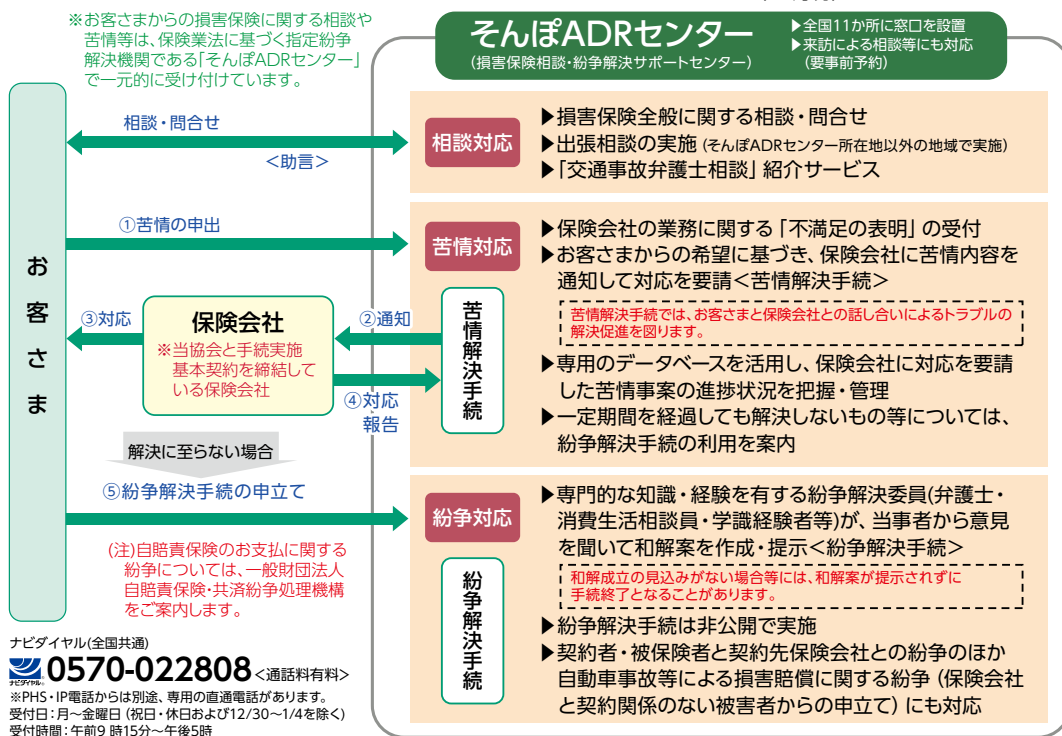 ※お客さまからの損害保険に関する相談や
苦情等は、保険業法に基づく指定紛争
解決機関である「そんぽADRセンター」
で一元的に受け付けています。
そんぽADRセンター
(損害保険相談・紛争解決サポートセンター)
▶全国11か所に窓口を設置
▶来訪による相談等にも対応
(要事前予約)
お客さま
相談・問合せ
<助言>
相談対応
▶損害保険全般に関する相談・問合せ
▶出張相談の実施(そんぽADRセンター所在地以外の地域で実施)
▶「交通事故弁護士相談」紹介サービス
①苦情の申出
苦情対応
▶保険会社の業務に関する「不満足の表明」の受付
▶お客さまからの希望に基づき、保険会社に苦情内容を
通知して対応を要請<苦情解決手続>
苦情解決手続では、お客さまと保険会社との話し合いによるトラブルの
解決促進を図ります。
▶専用のデータベースを活用し、保険会社に対応を要請
した苦情事案の進捗状況を把握・管理
▶一定期間を経過しても解決しないもの等については、
紛争解決手続の利用を案内
苦情解決手続
②通知
③対応
保険会社
※当協会と手続実施
基本契約を締結して
いる保険会社
④対応
報告
解決に至らない場合
⑤紛争解決手続の申立て
紛争対応
▶専門的な知識・経験を有する紛争解決委員(弁護士・
消費生活相談員・学識経験者等)が、当事者から意見
を聞いて和解案を作成・提示<紛争解決手続>
和解成立の見込みがない場合等には、和解案が提示されずに
手続終了となることがあります。
▶紛争解決手続は非公開で実施
▶契約者・被保険者と契約先保険会社との紛争のほか
自動車事故等による損害賠償に関する紛争(保険会社
と契約関係のない被害者からの申立て)にも対応
紛争解決手続
(注)自賠責保険のお支払に関する
紛争については、一般財団法人
自賠責保険・共済紛争処理機構
をご案内します。
ナビダイヤル(全国共通)
ナビダイヤル
0570-022808<通話料有料>
※PHS・IP電話からは別途、専用の直通電話があります。
受付日:月〜金曜日(祝日・休日および12/30〜1/4を除く)
受付時間:午前9時15分〜午後5時